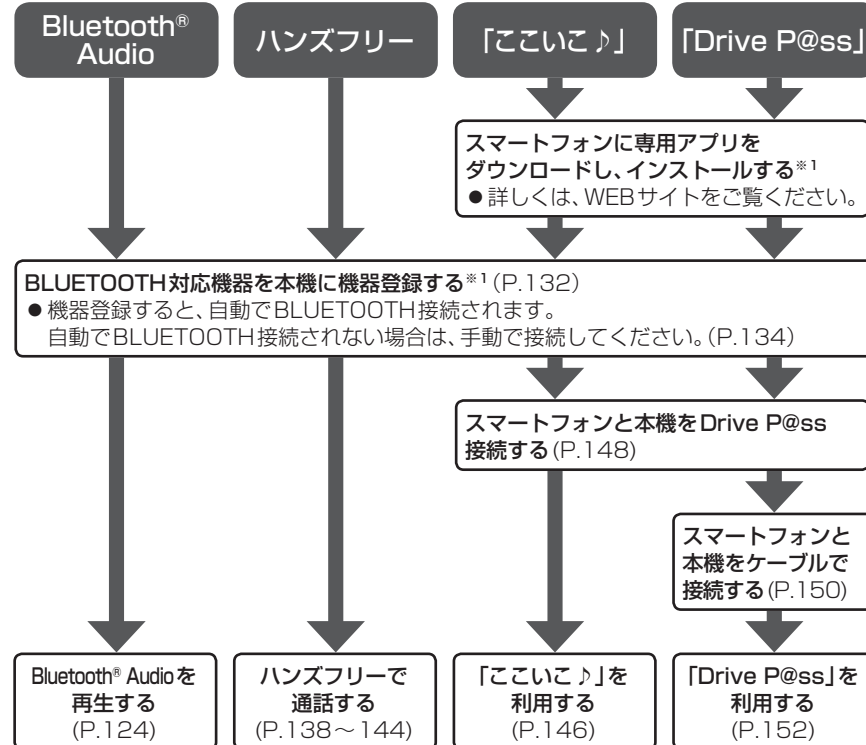 Bluetooth®
Audio
ハンズフリー
「ここいこ♪」
「Drive P@ss」
スマートフォンに専用アプリを
ダウンロードし、インストールする※1
●詳しくは、WEBサイトをご覧ください。
BLUETOOTH対応機器を本機に機器登録する※1(P.132)
●機器登録すると、自動でBLUETOOTH接続されます。
自動でBLUETOOTH接続されない場合は、手動で接続してください。(P.134)
スマートフォンと本機をDrive P@ss
接続する(P.148)
スマートフォンと
本機をケーブルで
接続する(P.150)
Bluetooth® Audioを
再生する
(P.124)
ハンズフリーで
通話する
(P.138～144)
「ここいこ♪」を
利用する
(P.146)
「Drive P@ss」を
利用する
(P.152)